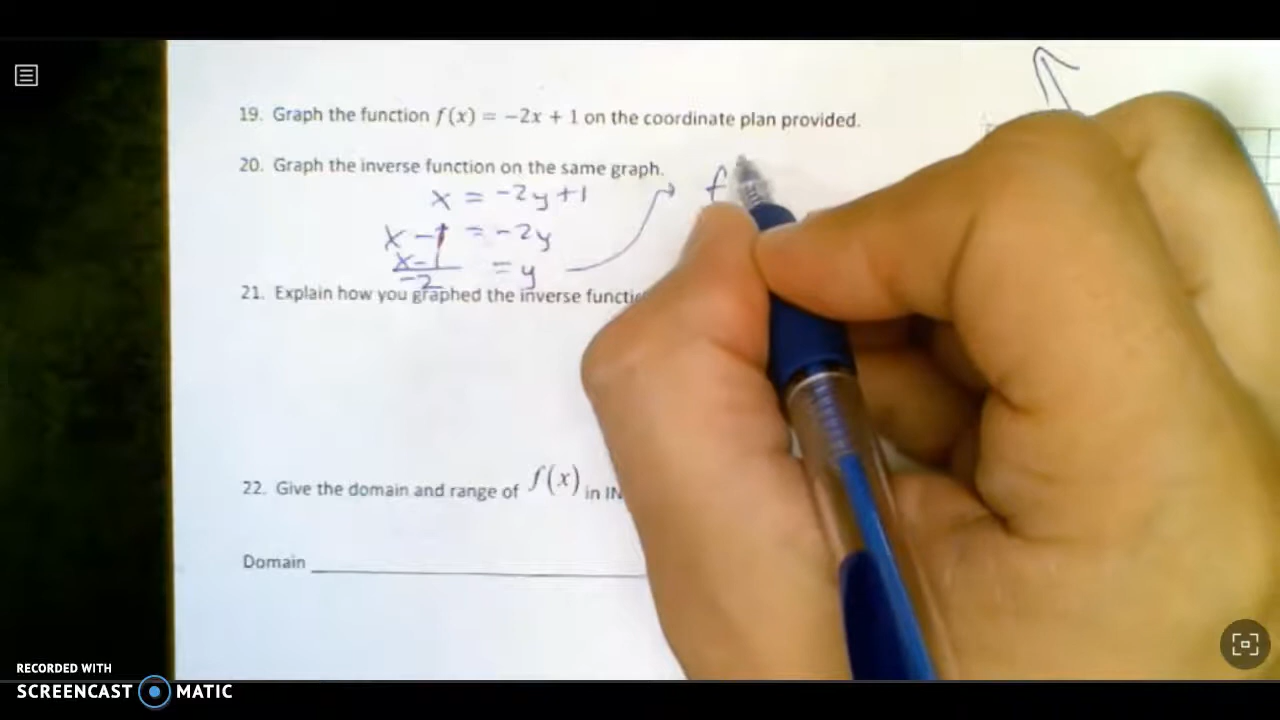 19. Graph the function f(x) = −2x + 1 on the coordinate plan provided.
20. Graph the inverse function on the same graph.
x = -2y +1
f
x - 1 = -2y
x-1
-2
= y
21. Explain how you graphed the inverse
22. Give the domain and range of f(x) in
Domain
RECORDED WITH
SCREENCAST MATIC